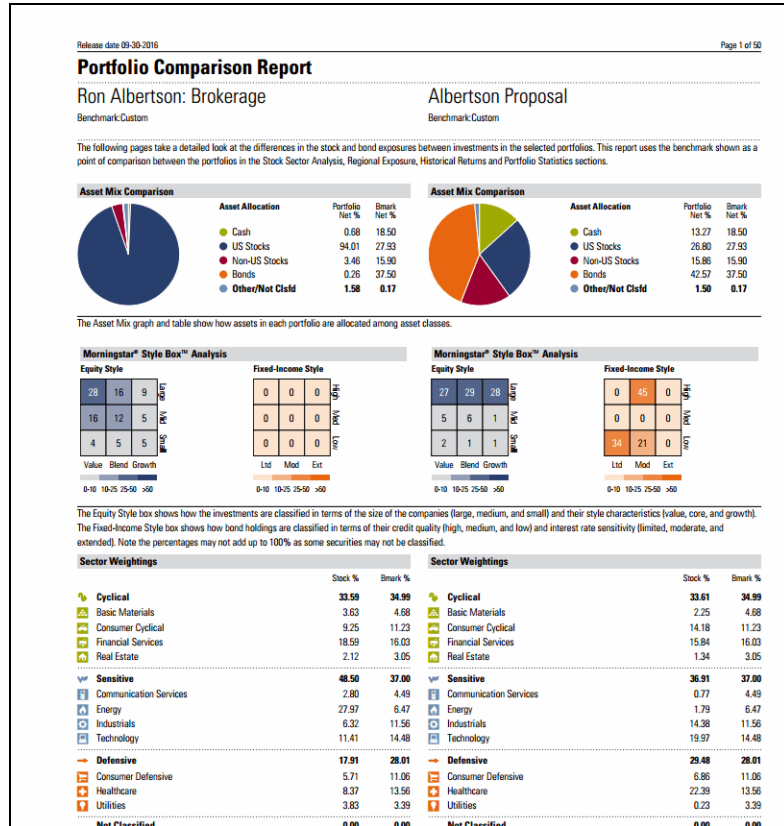 Release date 09-30-2016 Page 1 of 50
Portfolio Comparison Report
Ron Albertson: Brokerage Albertson Proposal
Benchmark:Custom Benchmark:Custom
The following pages take a detailed look at the differences in the stock and bond exposures between investments in the selected portfolios. This report uses the benchmark shown as a
point of comparison between the portfolios in the Stock Sector Analysis, Regional Exposure, Historical Returns and Portfolio Statistics sections.
Asset Mix Comparison
Asset Allocation Portfolio Net % Bmark Net %
Cash 0.68 18.50
US Stocks 94.01 27.93
Non-US Stocks 3.46 15.90
Bonds 0.26 37.50
Other/Not Clsfd 1.58 0.17
Asset Mix Comparison
Asset Allocation Portfolio Net % Bmark Net %
Cash 13.27 18.50
US Stocks 26.80 27.93
Non-US Stocks 15.86 15.90
Bonds 42.57 37.50
Other/Not Clsfd 1.50 0.17
The Asset Mix graph and table show how assets in each portfolio are allocated among asset classes.
Morningstar® Style Box™ Analysis
Equity Style
28 16 9 Large
16 12 5 Mid
4 5 5 Small
Value Blend Growth
0-10 10-25 25-50 >50
Fixed-Income Style
0 0 0 High
0 0 0 Med
0 0 0 Low
Ltd Mod Ext
0-10 10-25 25-50 >50
Morningstar® Style Box™ Analysis
Equity Style
27 29 28 Large
5 6 1 Mid
2 1 1 Small
Value Blend Growth
0-10 10-25 25-50 >50
Fixed-Income Style
0 45 0 High
0 0 0 Med
34 21 0 Low
Ltd Mod Ext
0-10 10-25 25-50 >50
The Equity Style box shows how the investments are classified in terms of the size of the companies (large, medium, and small) and their style characteristics (value, core, and growth).
The Fixed-Income Style box shows how bond holdings are classified in terms of their credit quality (high, medium, and low) and interest rate sensitivity (limited, moderate, and
extended). Note the percentages may not add up to 100% as some securities may not be classified.
Sector Weightings
Stock % Bmark %
Cyclical 33.59 34.99
Basic Materials 3.63 4.68
Consumer Cyclical 9.25 11.23
Financial Services 18.59 16.03
Real Estate 2.12 3.05
Sensitive 48.50 37.00
Communication Services 2.80 4.49
Energy 27.97 6.47
Industrials 6.32 11.56
Technology 11.41 14.48
Defensive 17.91 28.01
Consumer Defensive 5.71 11.06
Healthcare 8.37 13.56
Utilities 3.83 3.39
Not Classified 0.00 0.00
Sector Weightings
Stock % Bmark %
Cyclical 33.61 34.99
Basic Materials 2.25 4.68
Consumer Cyclical 14.18 11.23
Financial Services 15.84 16.03
Real Estate 1.34 3.05
Sensitive 36.91 37.00
Communication Services 0.77 4.49
Energy 1.79 6.47
Industrials 14.38 11.56
Technology 19.97 14.48
Defensive 29.48 28.01
Consumer Defensive 6.86 11.06
Healthcare 22.39 13.56
Utilities 0.23 3.39
Not Classified 0.00 0.00